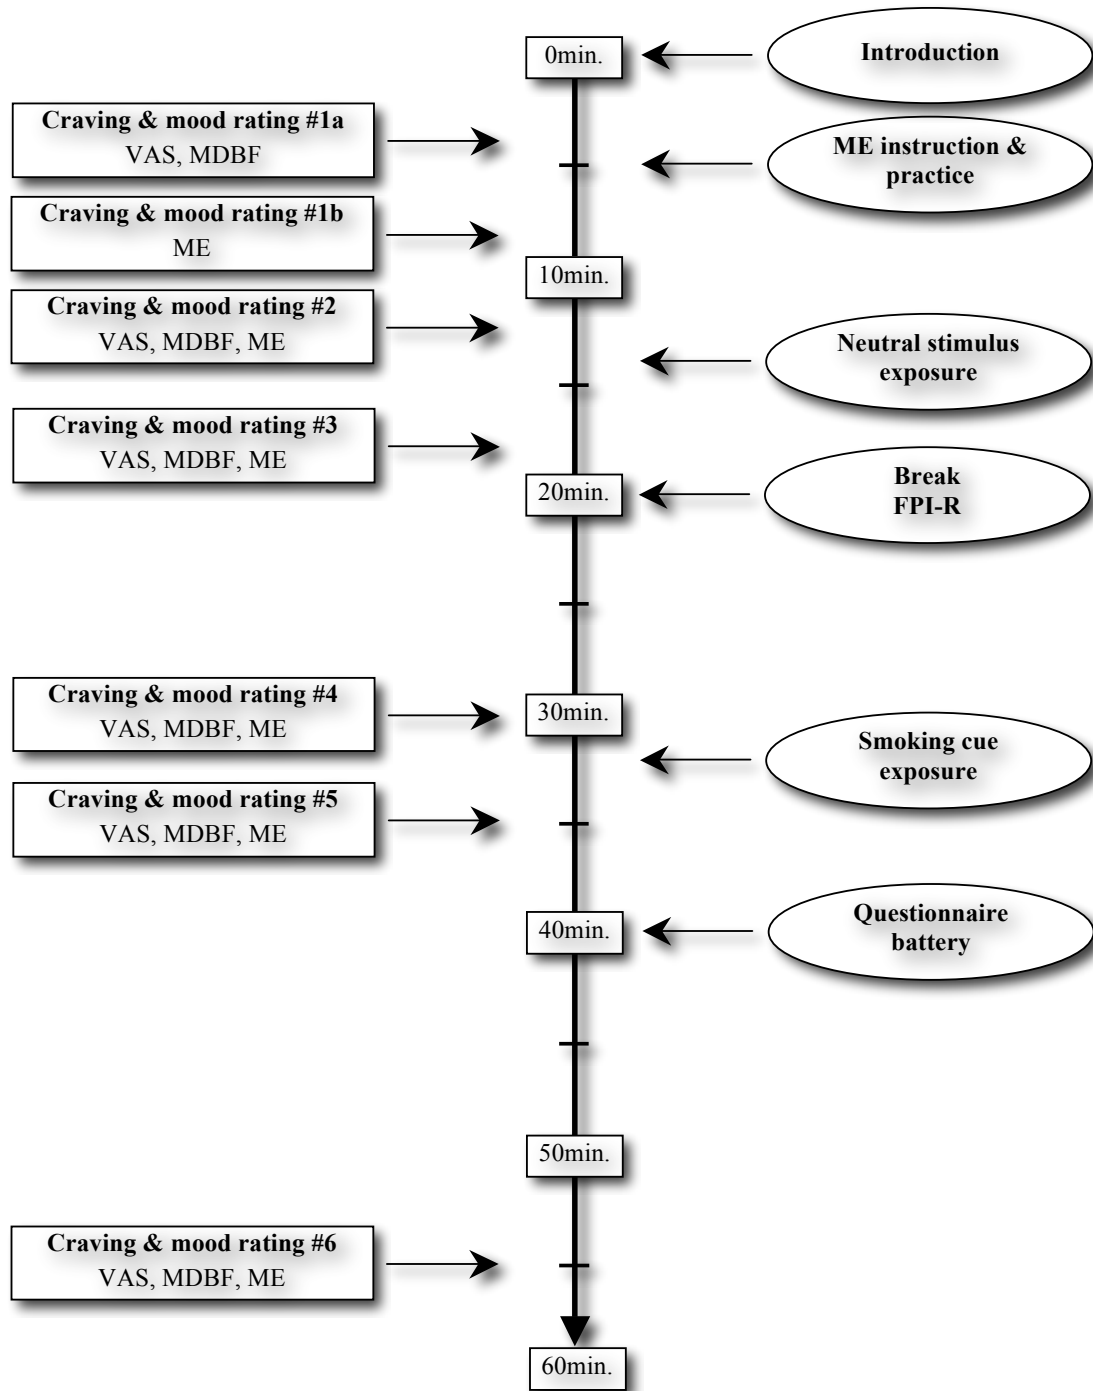 0min.
Introduction
Craving & mood rating #1a
VAS, MDBF
ME instruction &
practice
Craving & mood rating #1b
ME
10min.
Craving & mood rating #2
VAS, MDBF, ME
Neutral stimulus
exposure
Craving & mood rating #3
VAS, MDBF, ME
20min.
Break
FPI-R
Craving & mood rating #4
VAS, MDBF, ME
30min.
Smoking cue
exposure
Craving & mood rating #5
VAS, MDBF, ME
40min.
Questionnaire
battery
50min.
Craving & mood rating #6
VAS, MDBF, ME
60min.